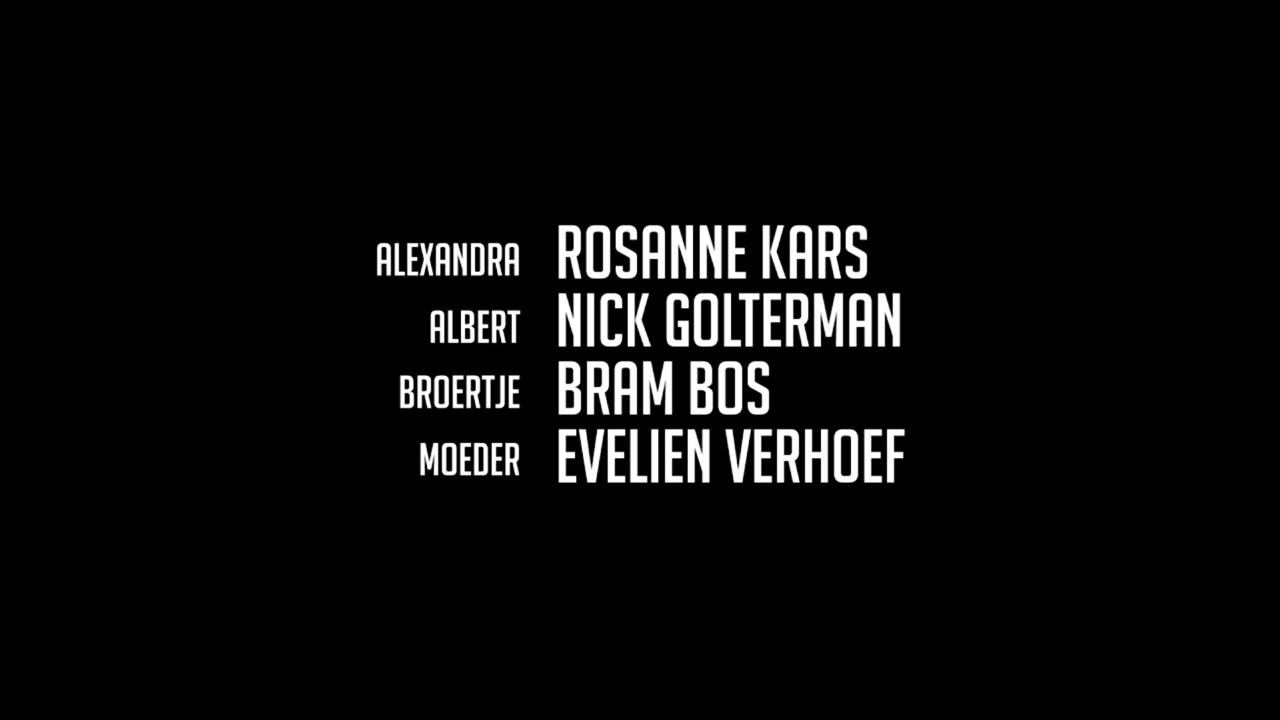 ALEXANDRA ROSANNE KARS
ALBERT NICK GOLTERMAN
BROERTJE BRAM BOS
MOEDER EVELIEN VERHOEF